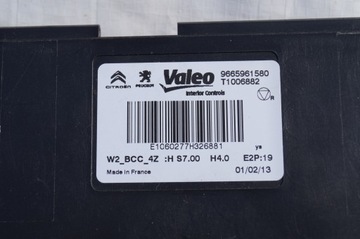 CITROËN PEUGEOT Valeo 9665961580
Interior Controls T1006882
E1060277H326881 ys
W2_BCC_4Z :H S7.00 H4.0 E2P:19
Made in France 01/02/13